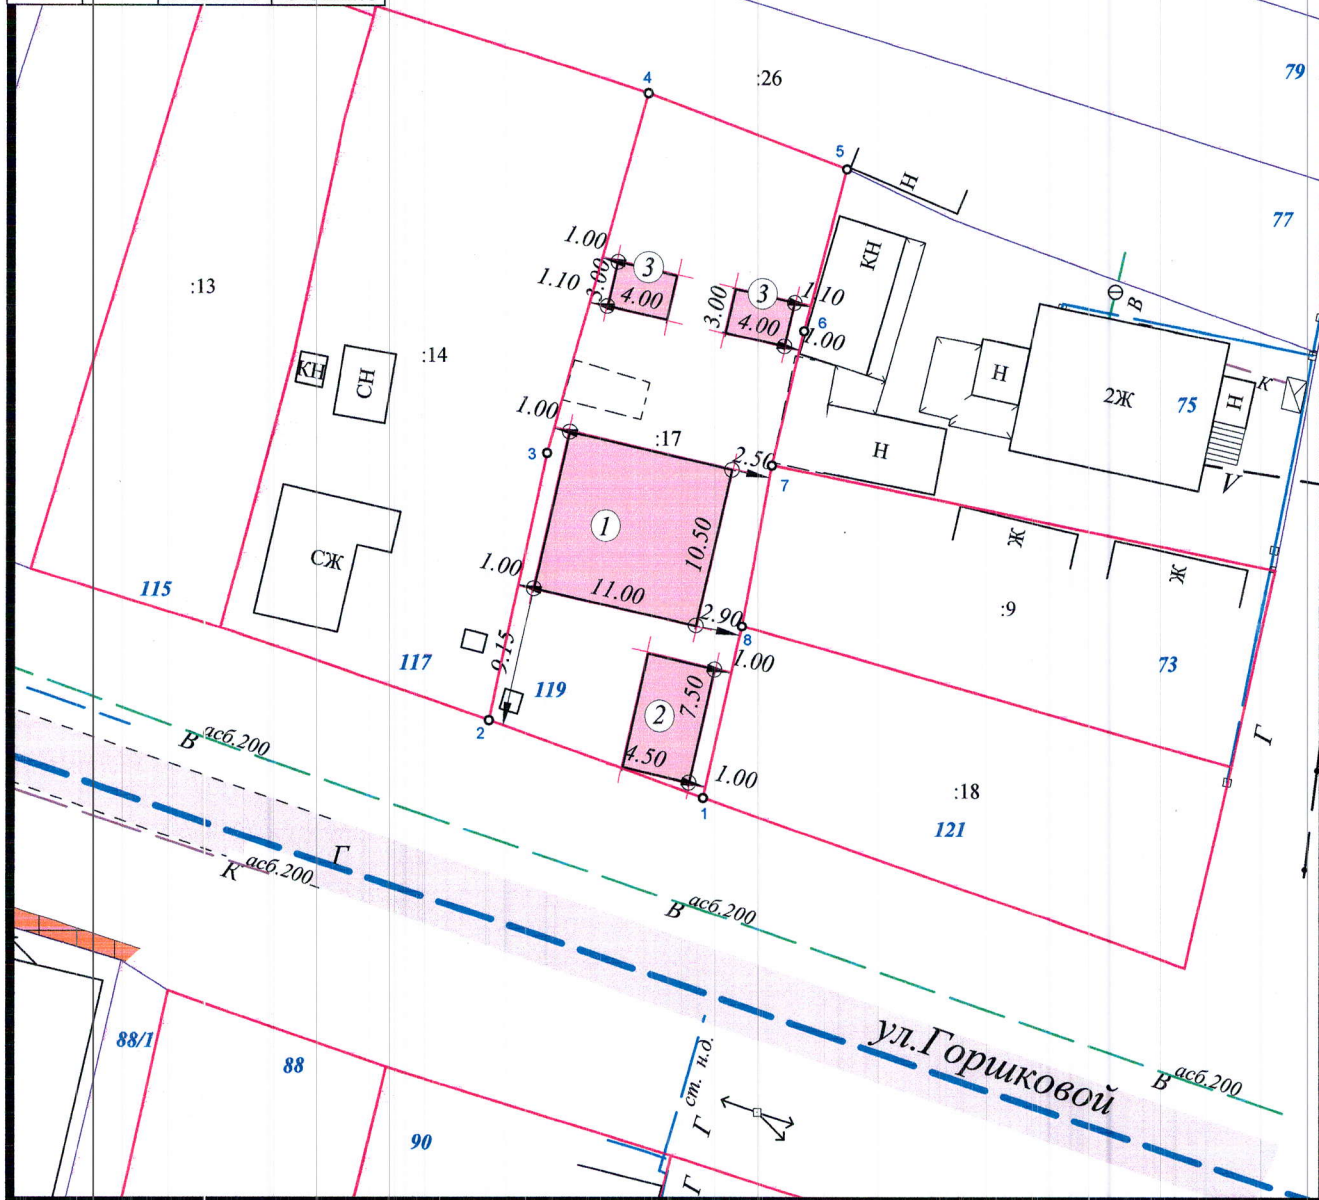 79
:26
4
5
Н
77
1.00
3
КН
:13
1.10
3.00
4.00
3.00
3
1.10
4.00
6
1.00
В
:14
КН
СН
Н
2Ж
75
К
Н
1.00
:17
3
2.50
7
Н
V
1
10.50
Ж
Ж
СЖ
1.00
11.00
115
2.90
8
:9
9.15
1.00
117
119
7.50
73
2
2
4.50
1.00
1
Г
В асб.200
:18
121
Г
К асб.200
В асб.200
ул.Горшковой
88/1
88
ст. н.д.
Г
В асб.200
90
Г